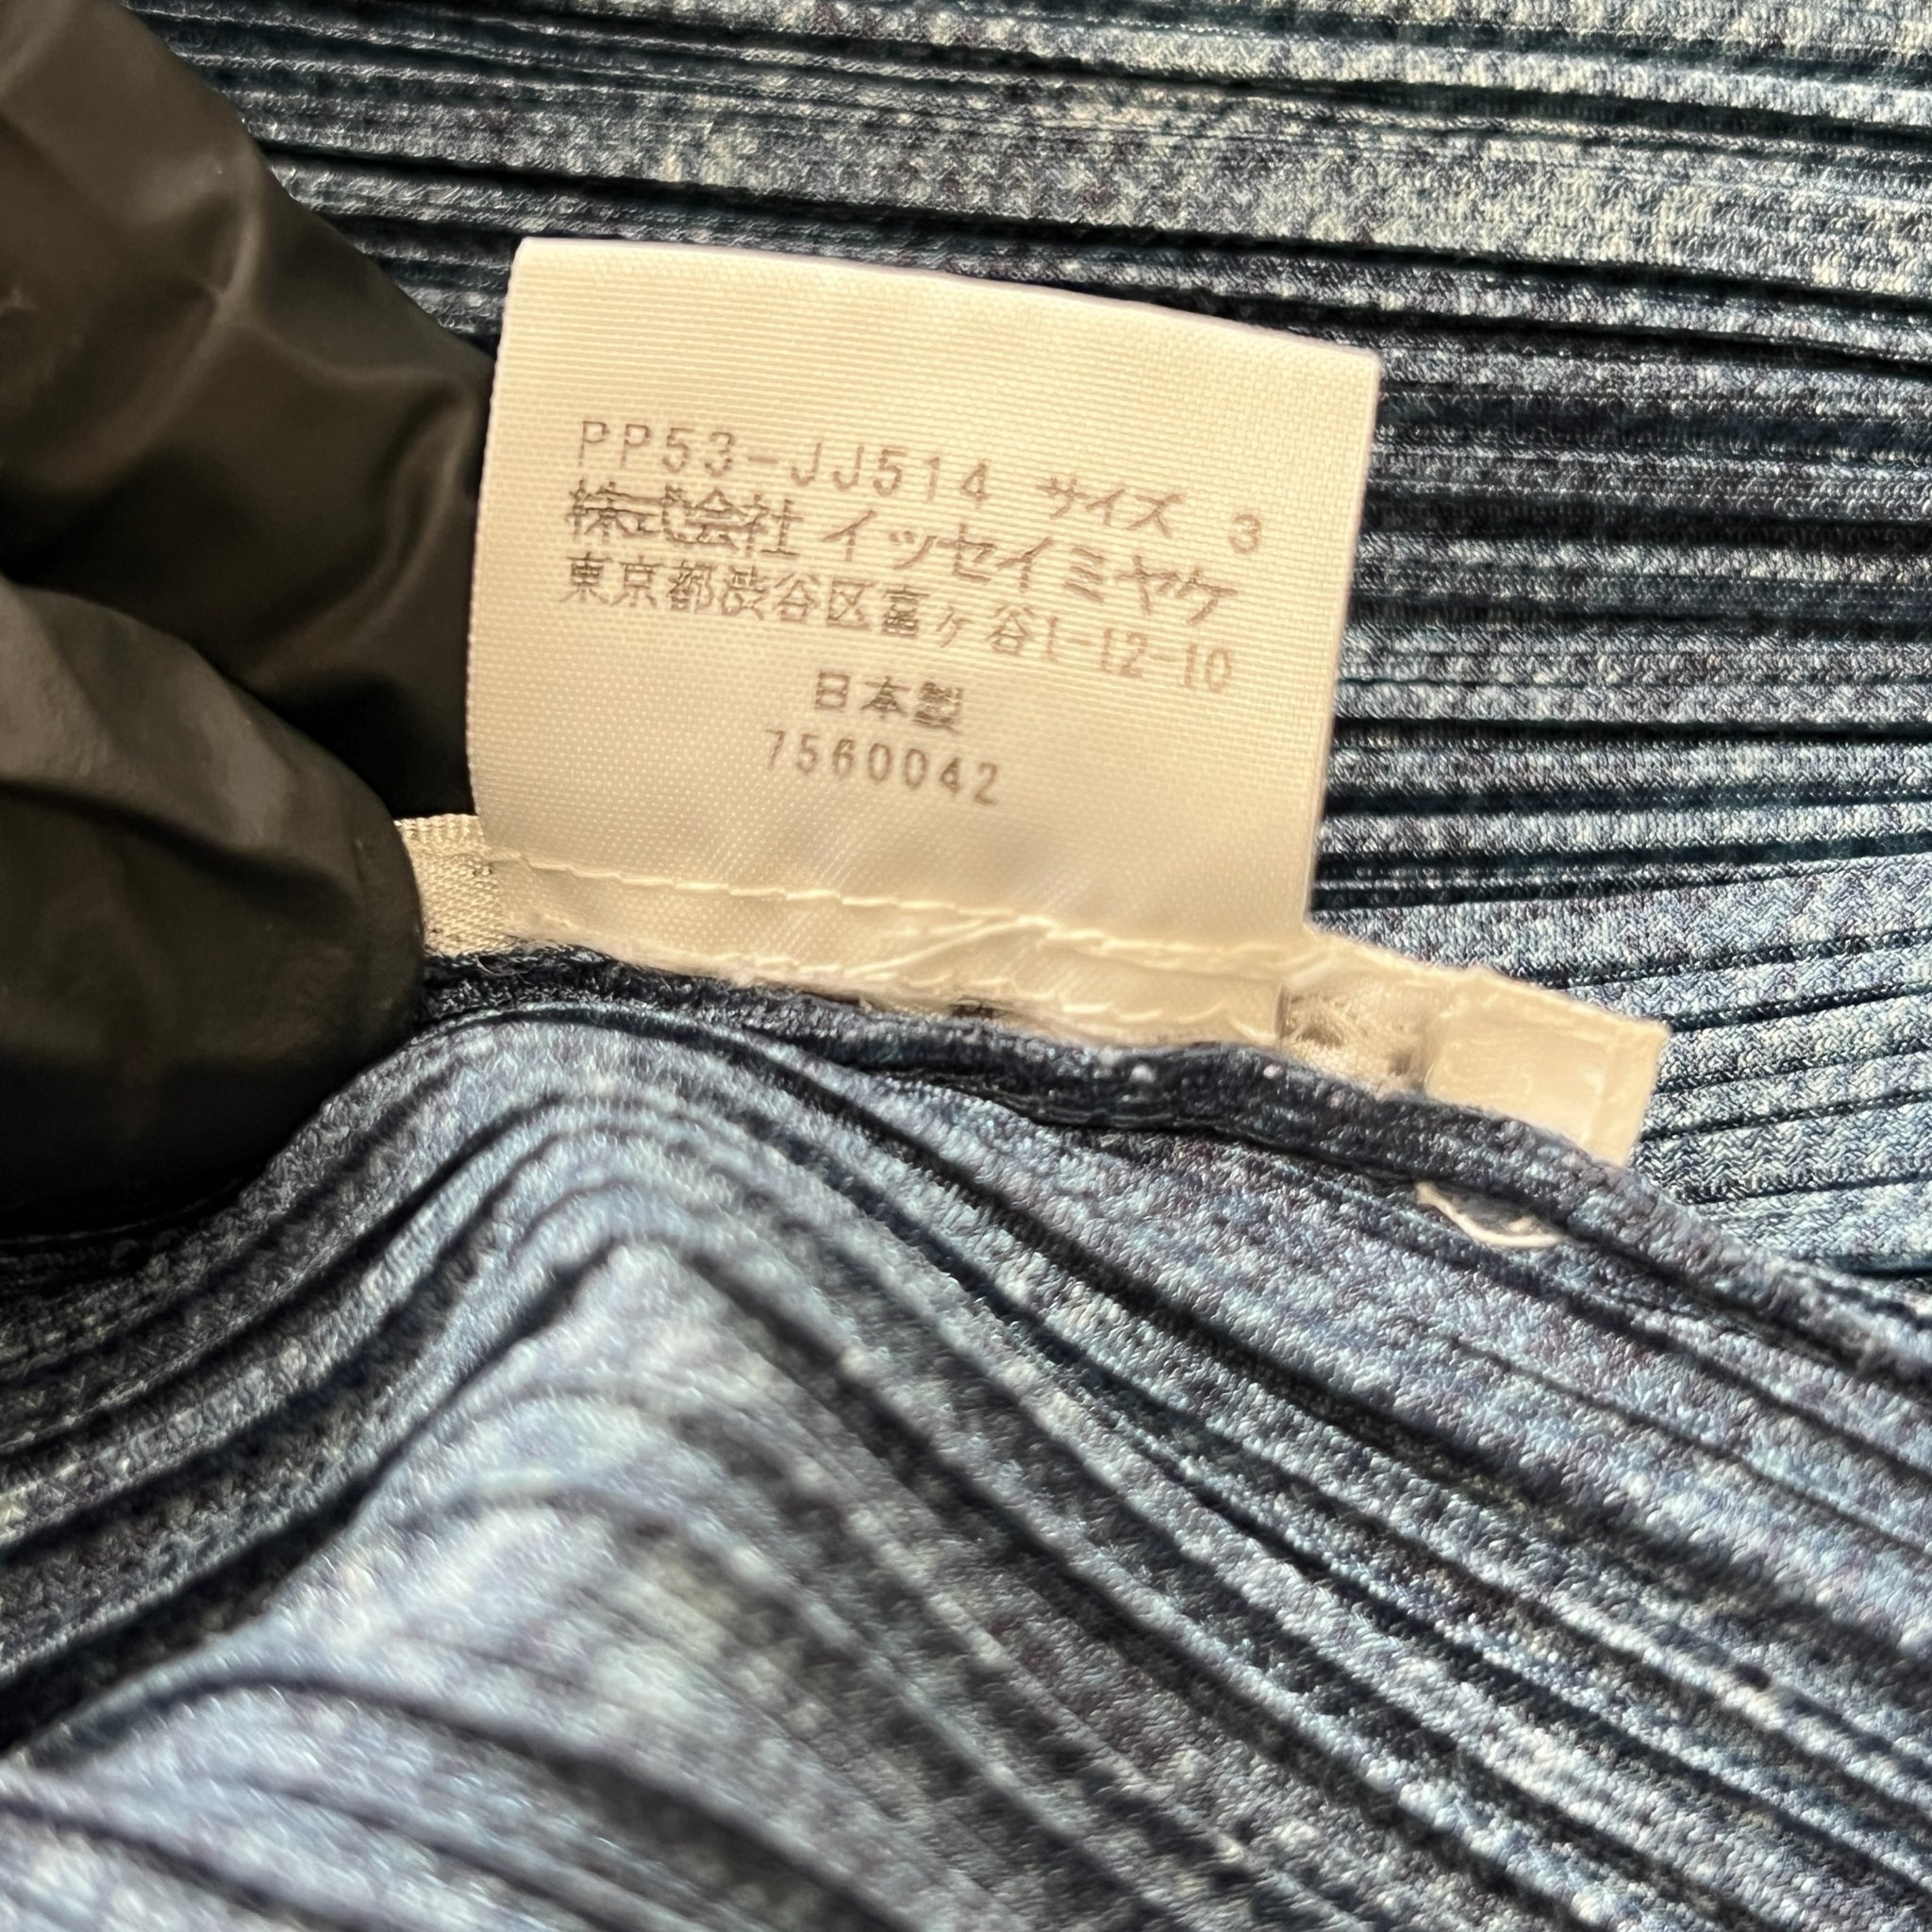 PP53-JJ514 サイズ 3
株式会社 イッセイミヤケ
東京都渋谷区富ヶ谷1-12-10
日本製
7560042